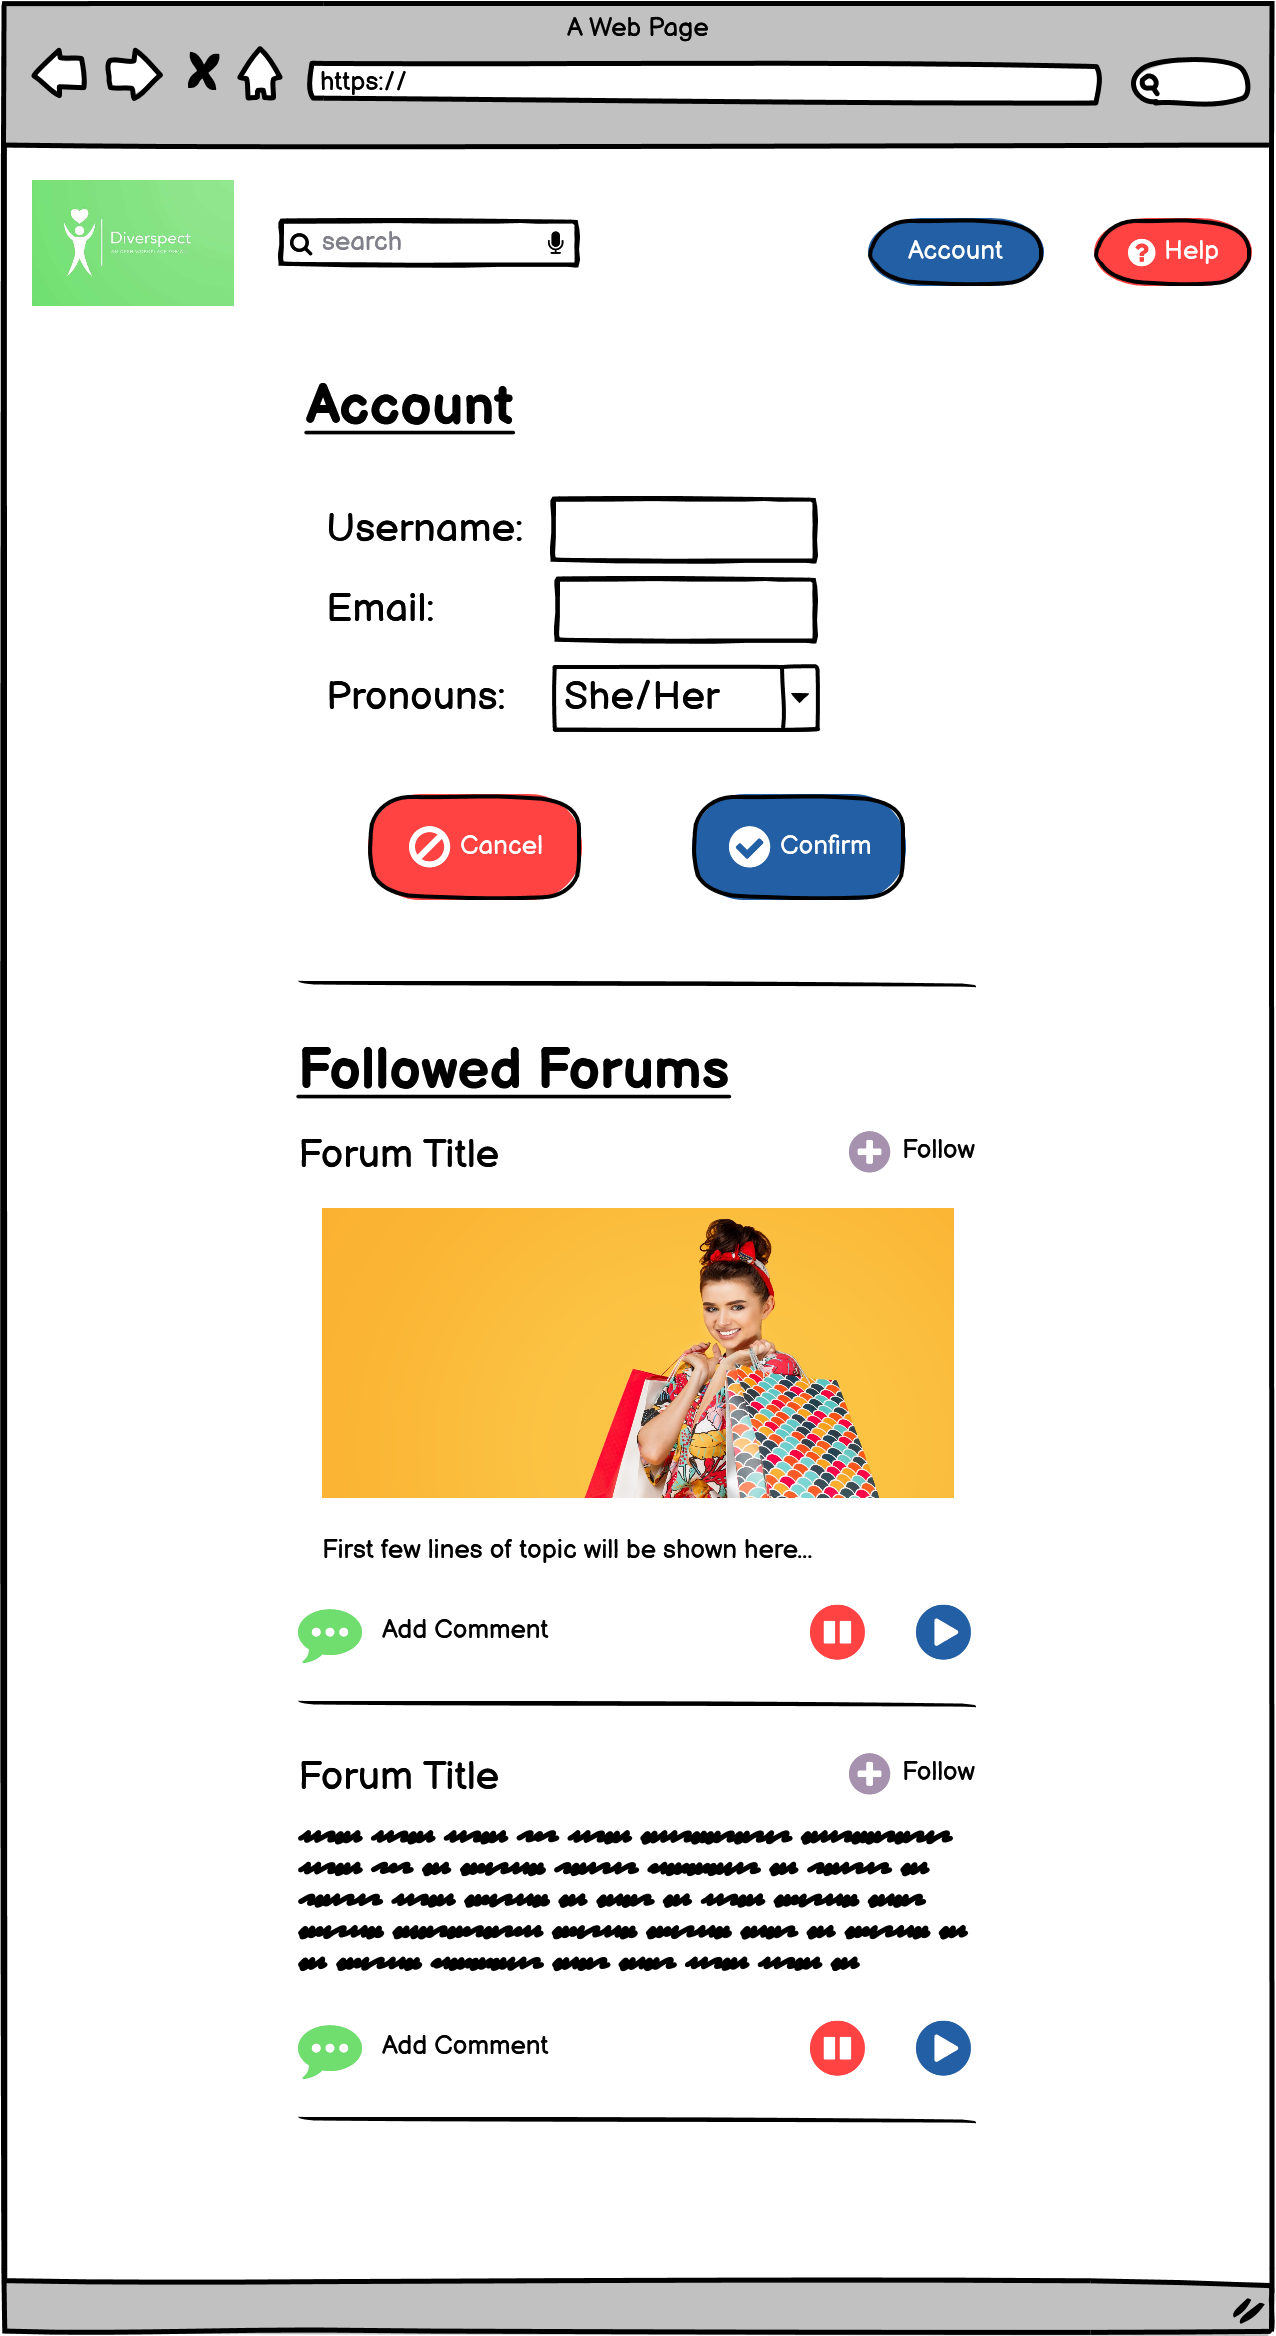 A Web Page
https://
Diverspect
search
Account
Help
Account
Username:
Email:
Pronouns:
She/Her
Cancel
Confirm
Followed Forums
Forum Title
Follow
First few lines of topic will be shown here...
Add Comment
Forum Title
Follow
Add Comment